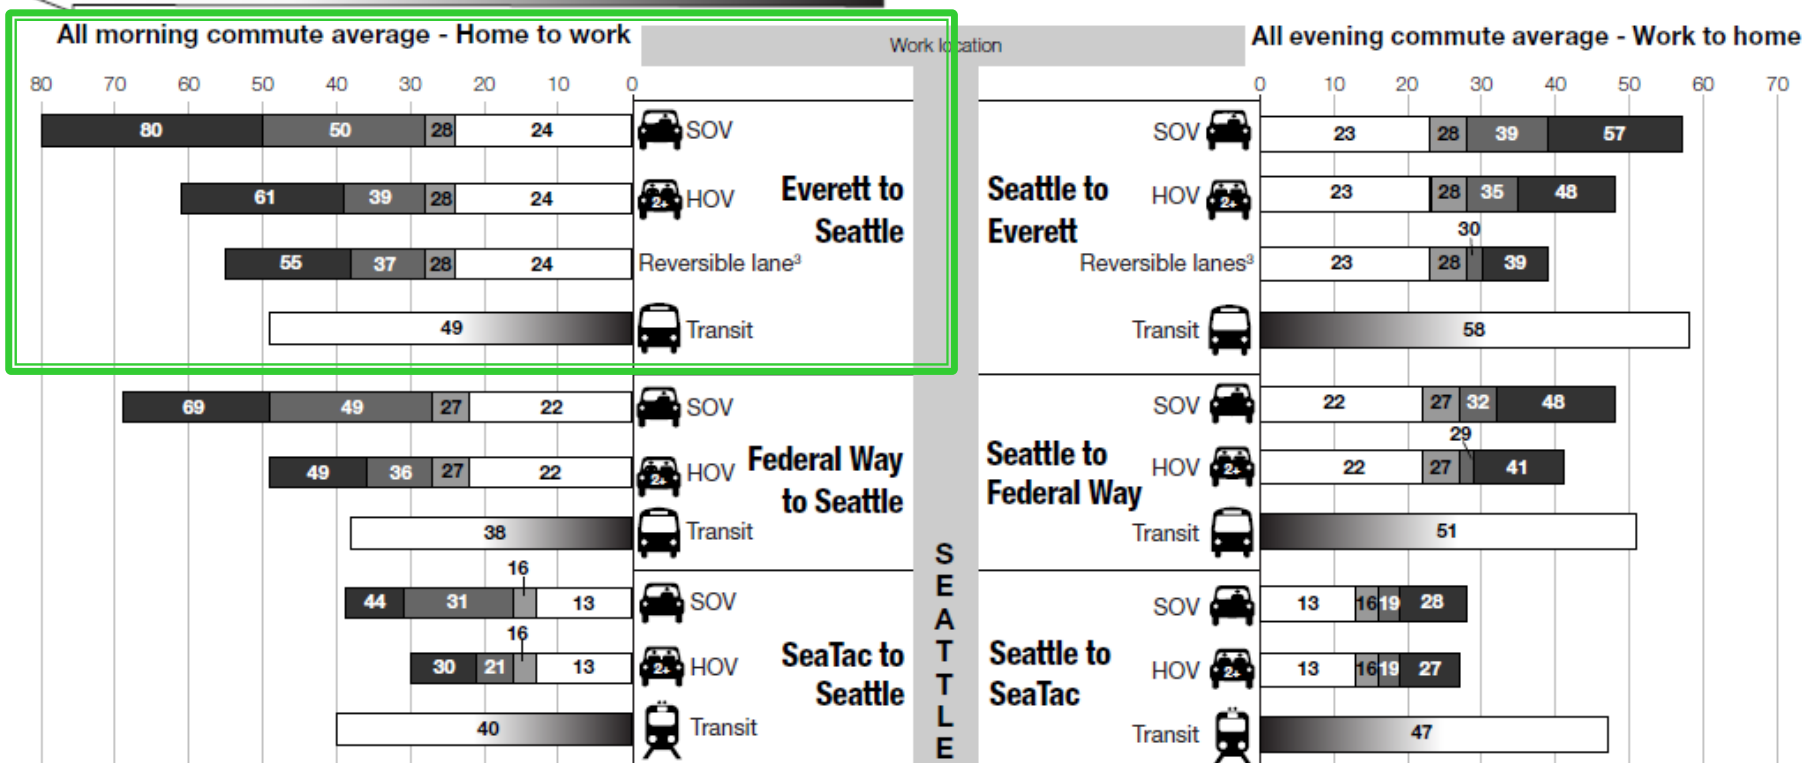 All morning commute average - Home to work
Work location
All evening commute average - Work to home
80 70 60 50 40 30 20 10 0
0 10 20 30 40 50 60 70
80 50 28 24 SOV
61 39 28 24 2+ HOV
Everett to
Seattle
55 37 28 24 Reversible lane³
49 Transit
SOV 23 28 39 57
Seattle to
Everett
HOV 2+ 23 28 35 48
30
Reversible lanes³ 23 28 39
Transit 58
69 49 27 22 SOV
49 36 27 22 2+ HOV
Federal Way
to Seattle
38 Transit
SOV 22 27 32 48
29
Seattle to
Federal Way
HOV 2+ 22 27 41
Transit 51
16
44 31 13 SOV
16
30 21 13 2+ HOV
SeaTac to
Seattle
40 Transit
SEATTLE
SOV 13 16 19 28
Seattle to
SeaTac
HOV 2+ 13 16 19 27
Transit 47